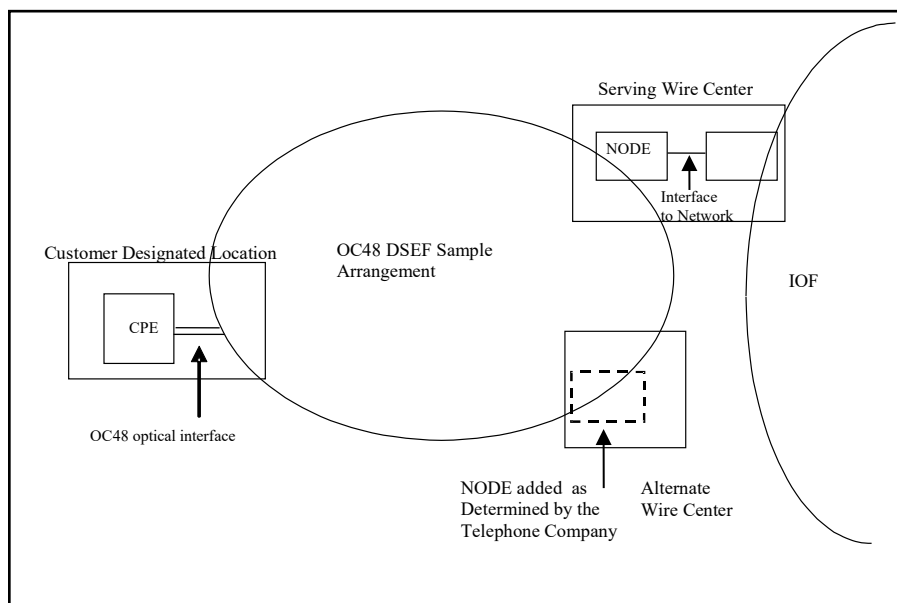 Serving Wire Center
NODE
Interface
to Network
OC48 DSEF Sample
Arrangement
Customer Designated Location
CPE
OC48 optical interface
IOF
NODE added as
Determined by the
Telephone Company
Alternate
Wire Center